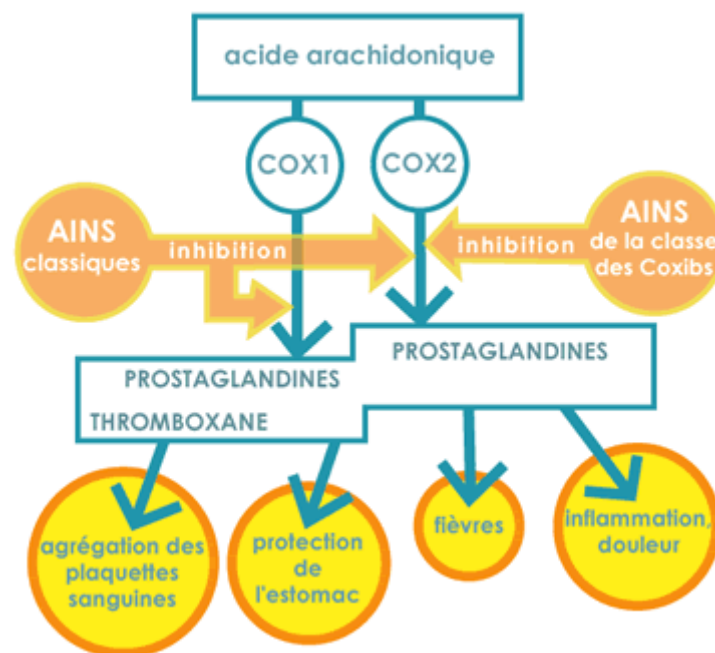 acide arachidonique
COX1
COX2
AINS
classiques
inhibition
inhibition
AINS
de la classe
des Coxibs
PROSTAGLANDINES
PROSTAGLANDINES
THROMBOXANE
agrégation des
plaquettes
sanguines
protection
de
l'estomac
fièvres
inflammation,
douleur